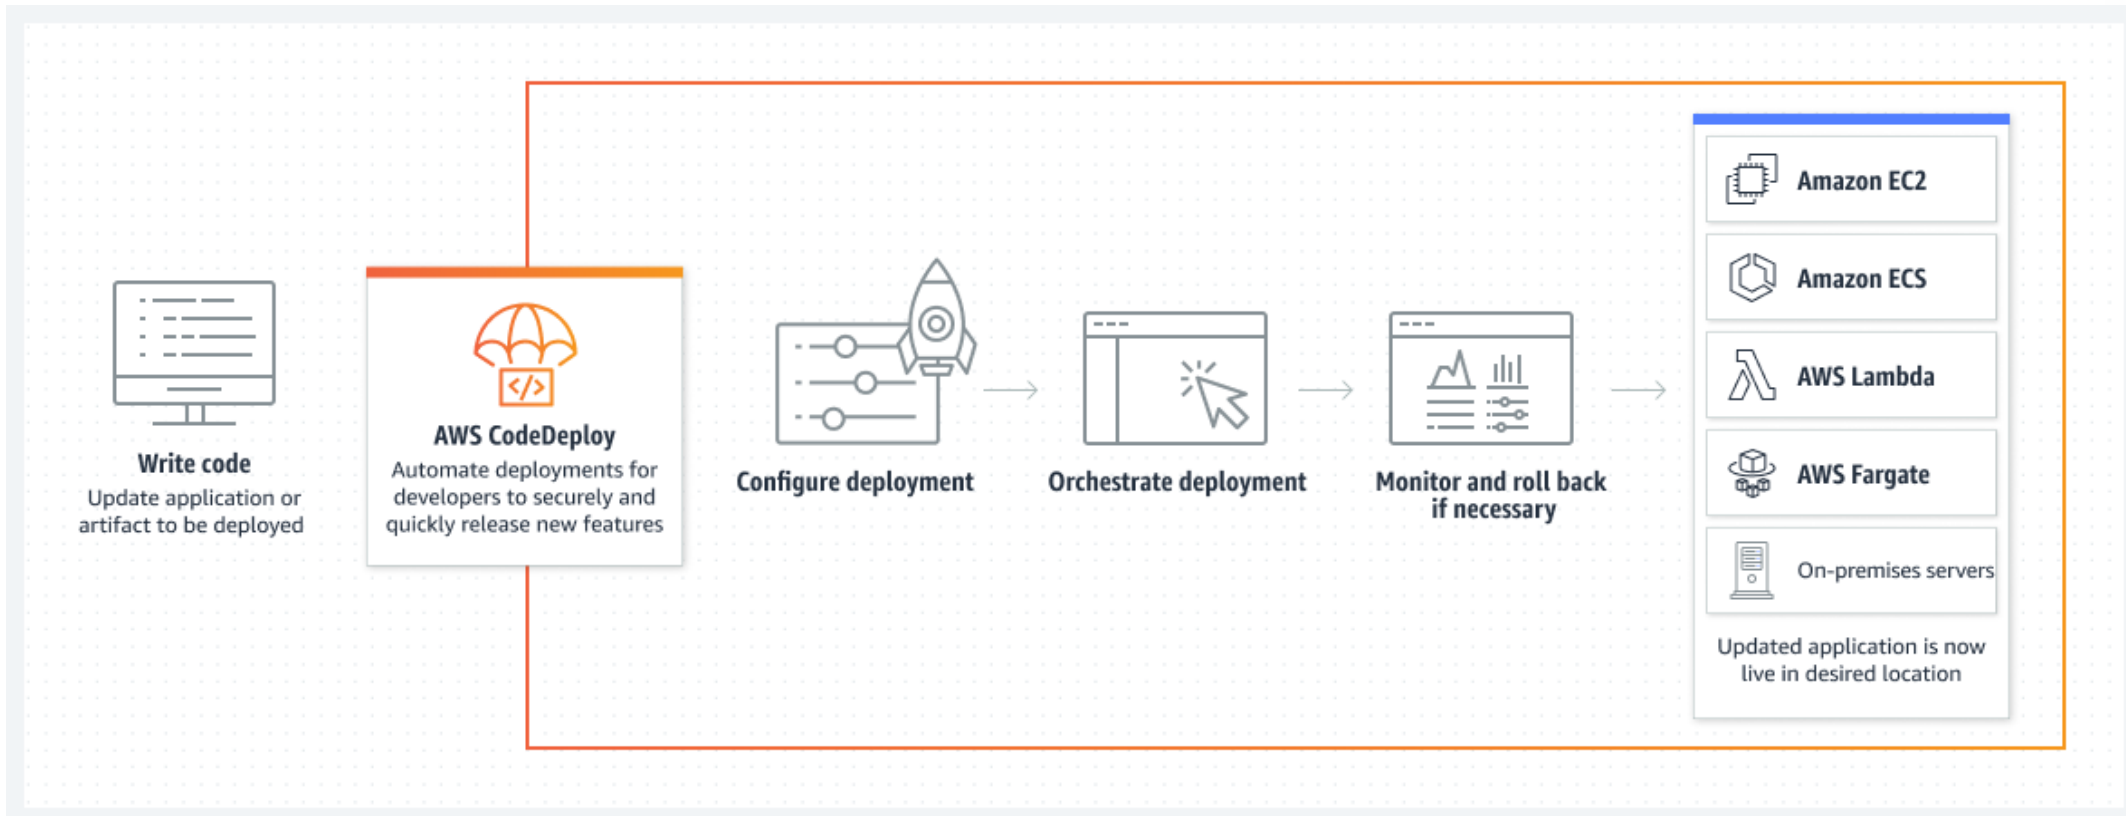 Write code
Update application or
artifact to be deployed
</>
AWS CodeDeploy
Automate deployments for
developers to securely and
quickly release new features
Configure deployment
Orchestrate deployment
Monitor and roll back
if necessary
Amazon EC2
Amazon ECS
AWS Lambda
AWS Fargate
On-premises servers
Updated application is now
live in desired location